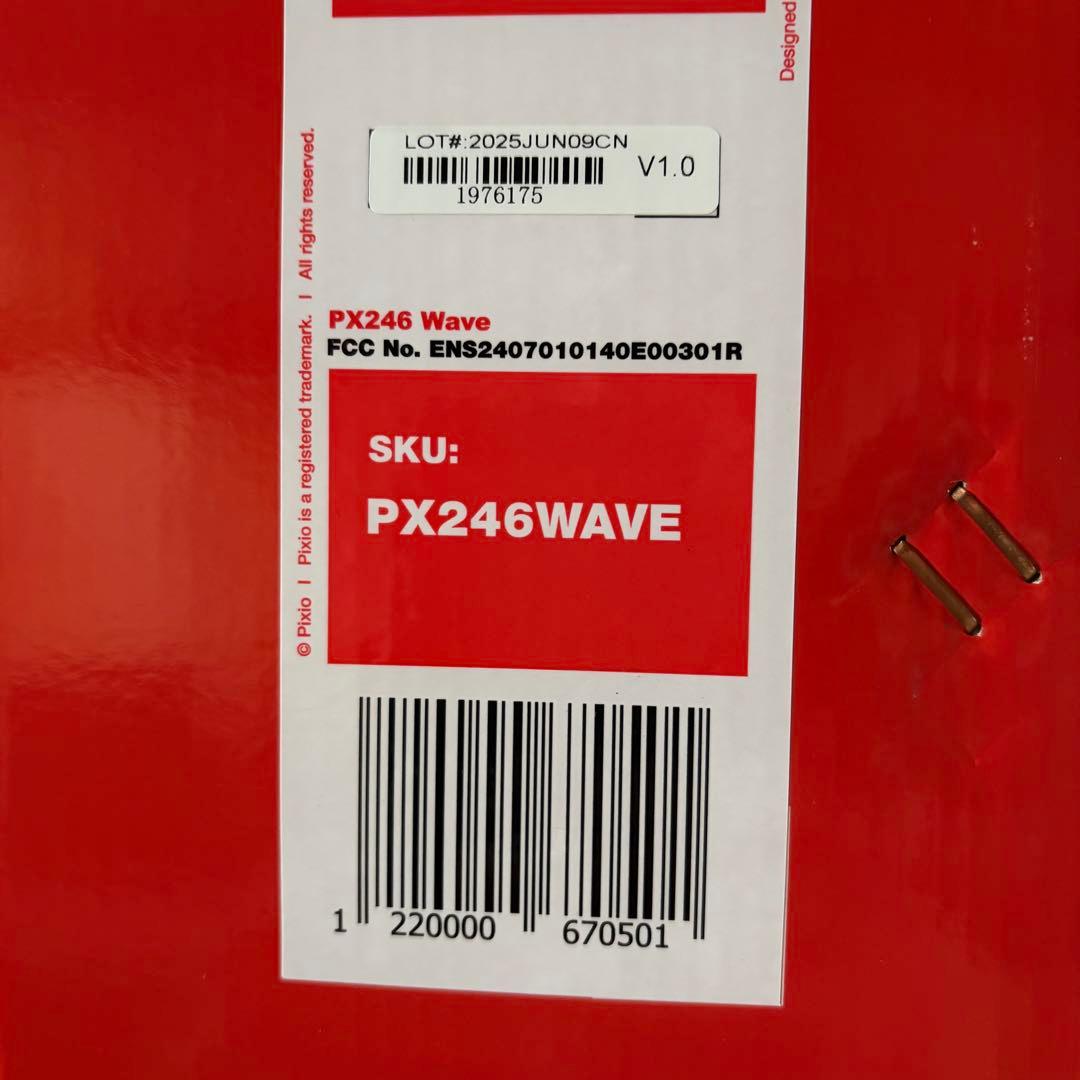 Designed
LOT#:2025JUN09CN
V1.0
1976175
PX246 Wave
FCC No. ENS2407010140E00301R
SKU:
PX246WAVE
© Pixio I Pixio is a registered trademark. I All rights reserved.
1 220000 670501